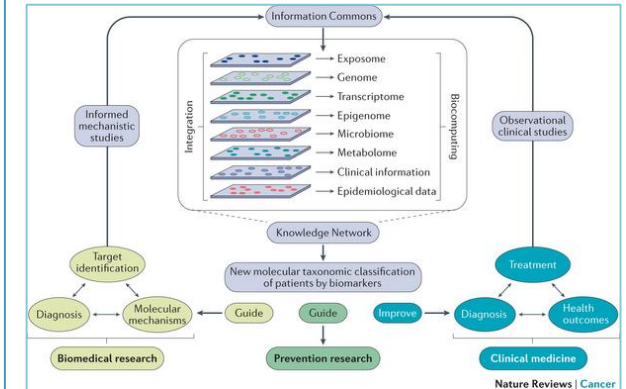 Information Commons
Integration
Exposome
Genome
Transcriptome
Epigenome
Microbiome
Metabolome
Clinical information
Epidemiological data
Biocomputing
Informed
mechanistic
studies
Observational
clinical studies
Knowledge Network
New molecular taxonomic classification
of patients by biomarkers
Target
identification
Diagnosis
Molecular
mechanisms
Guide
Guide
Improve
Treatment
Diagnosis
Health
outcomes
Biomedical research
Prevention research
Clinical medicine
Nature Reviews | Cancer